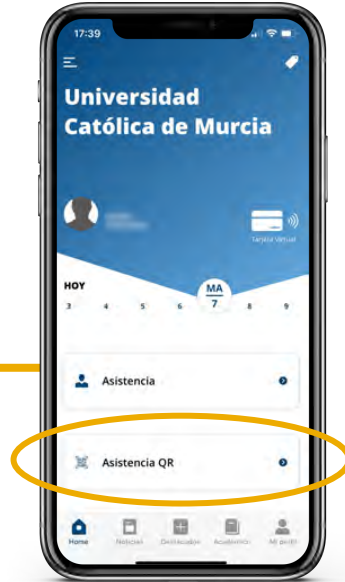 17:39
Universidad
Católica de Murcia
Tarjeta Virtual
HOY
MA
3 4 5 6 7 8 9
Asistencia
Asistencia QR
Home Noticias Destacados Académico Mi perfil